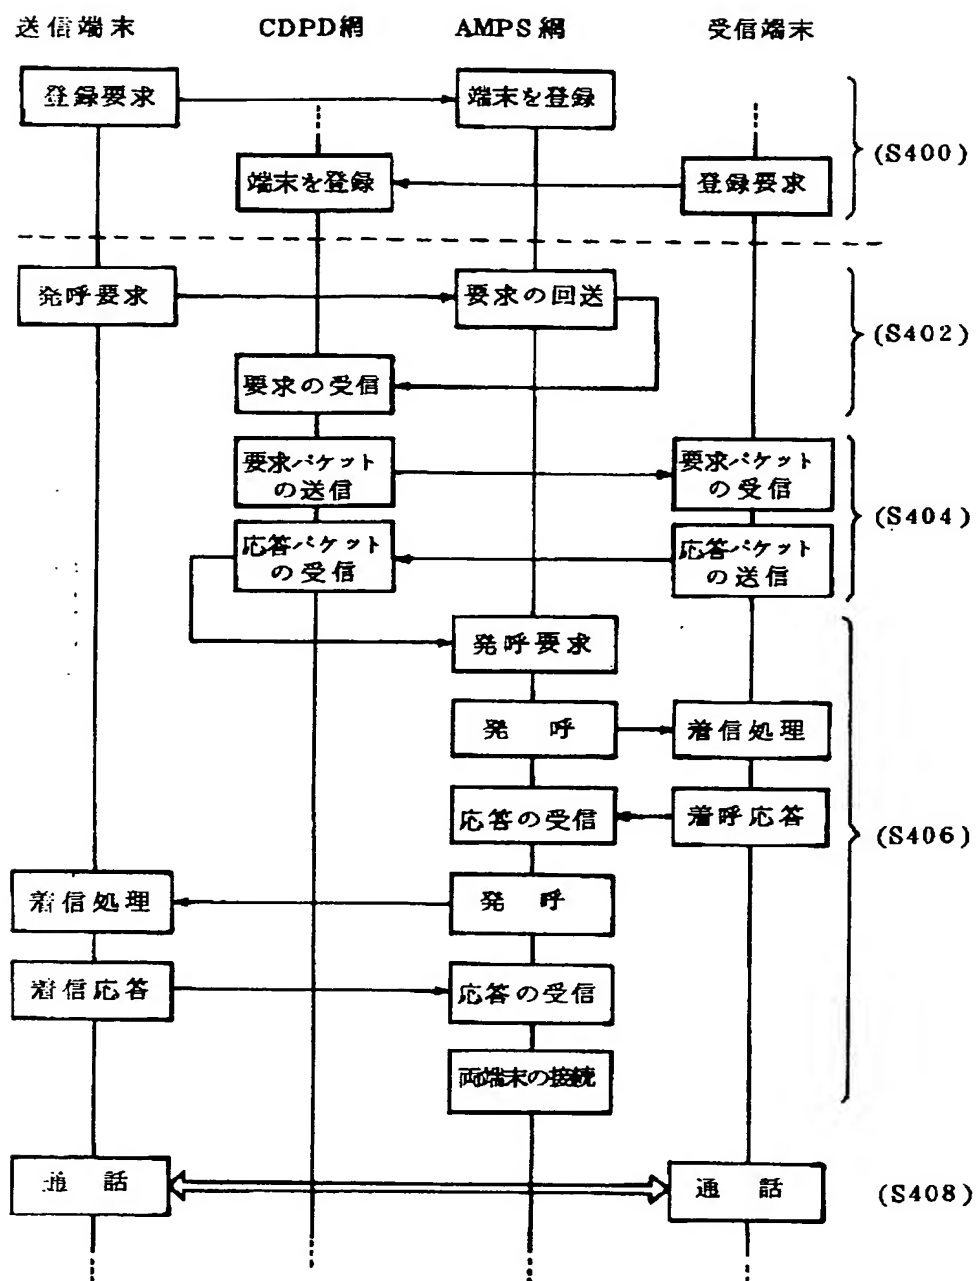 送信端末 CDPD網 AMPS網 受信端末
登録要求 端末を登録
(S400)
端末を登録 登録要求
発呼要求 要求の回送
(S402)
要求の受信
要求パケット 要求パケット
の送信 の受信
(S404)
応答パケット 応答パケット
の受信 の送信
発呼要求
発 呼 着信処理
応答の受信 着呼応答
(S406)
着信処理 発 呼
着信応答 応答の受信
両端末の接続
通 話 通 話 (S408)